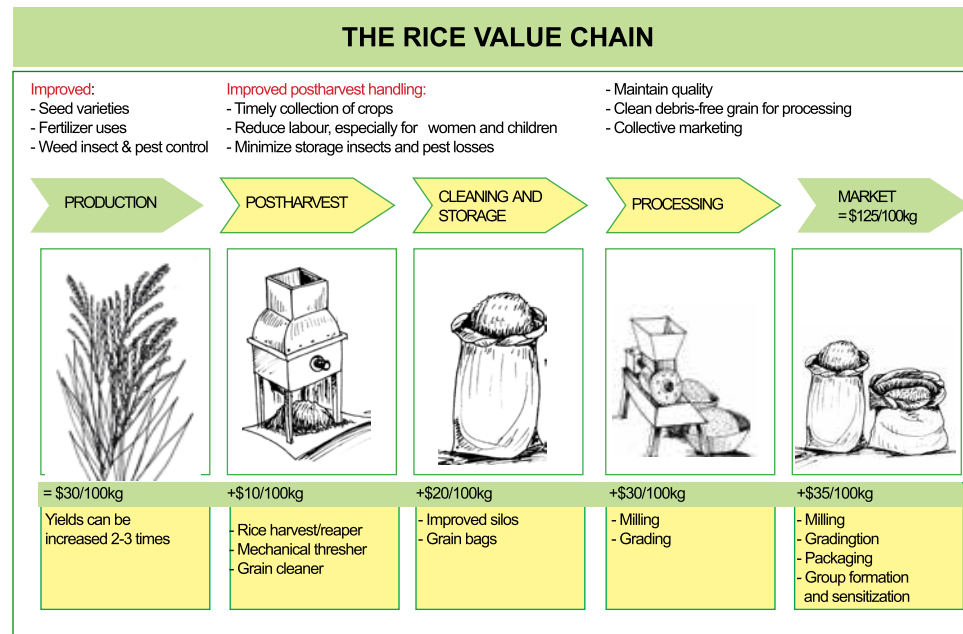 THE RICE VALUE CHAIN
Improved:
- Seed varieties
- Fertilizer uses
- Weed insect & pest control
Improved postharvest handling:
- Timely collection of crops
- Reduce labour, especially for women and children
- Minimize storage insects and pest losses
- Maintain quality
- Clean debris-free grain for processing
- Collective marketing
PRODUCTION
POSTHARVEST
CLEANING AND
STORAGE
PROCESSING
MARKET
= $125/100kg
= $30/100kg
+$10/100kg
+$20/100kg
+$30/100kg
+$35/100kg
Yields can be
increased 2-3 times
- Rice harvest/reaper
- Mechanical thresher
- Grain cleaner
- Improved silos
- Grain bags
- Milling
- Grading
- Milling
- Gradingtion
- Packaging
- Group formation
and sensitization